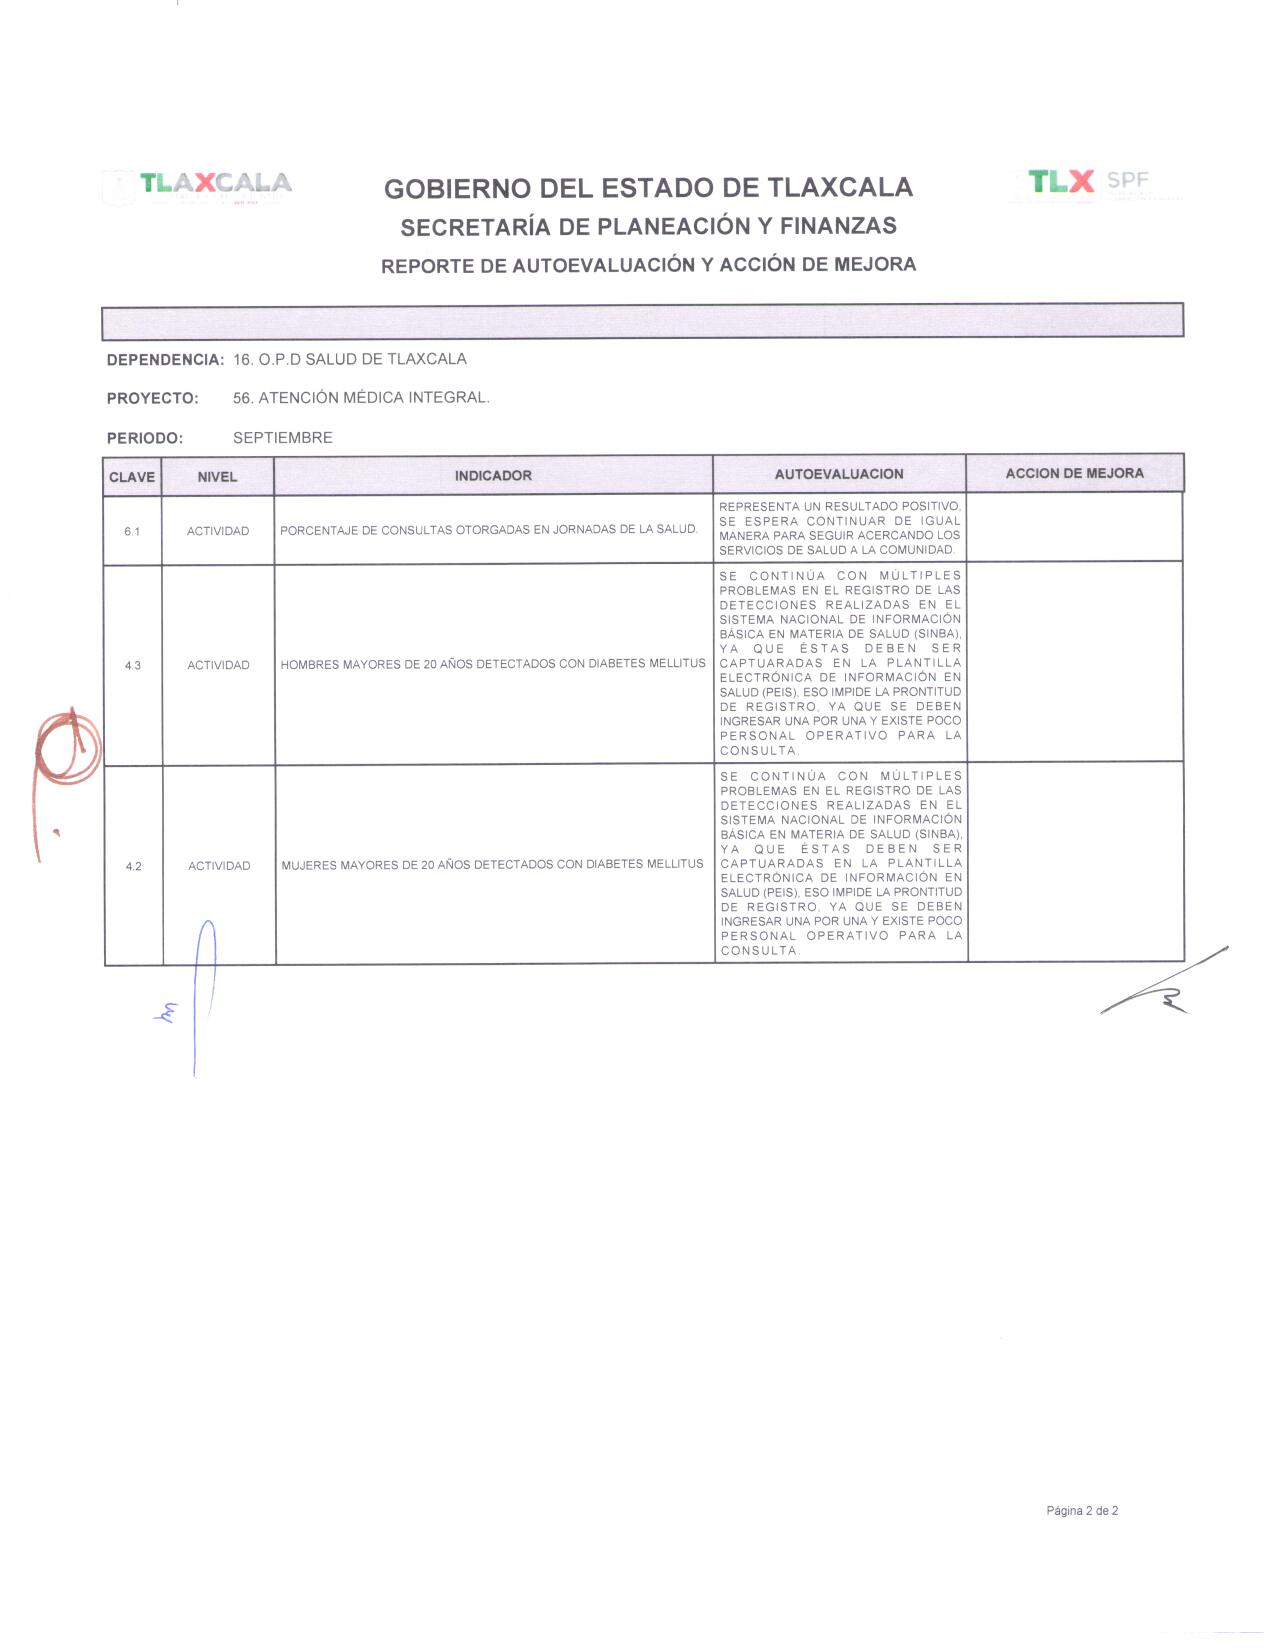 TLAXCALA
GOBIERNO DEL ESTADO DE TLAXCALA
TLX SPF
SECRETARÍA DE PLANEACIÓN Y FINANZAS
REPORTE DE AUTOEVALUACIÓN Y ACCIÓN DE MEJORA
DEPENDENCIA: 16. O.P.D SALUD DE TLAXCALA
PROYECTO: 56. ATENCIÓN MÉDICA INTEGRAL.
PERIODO: SEPTIEMBRE
CLAVE NIVEL INDICADOR AUTOEVALUACION ACCION DE MEJORA
6.1 ACTIVIDAD PORCENTAJE DE CONSULTAS OTORGADAS EN JORNADAS DE LA SALUD.
REPRESENTA UN RESULTADO POSITIVO,
SE ESPERA CONTINUAR DE IGUAL
MANERA PARA SEGUIR ACERCANDO LOS
SERVICIOS DE SALUD A LA COMUNIDAD.
4.3 ACTIVIDAD HOMBRES MAYORES DE 20 AÑOS DETECTADOS CON DIABETES MELLITUS
SE CONTINÚA CON MÚLTIPLES
PROBLEMAS EN EL REGISTRO DE LAS
DETECCIONES REALIZADAS EN EL
SISTEMA NACIONAL DE INFORMACIÓN
BÁSICA EN MATERIA DE SALUD (SINBA),
YA QUE ÉSTAS DEBEN SER
CAPTUARADAS EN LA PLANTILLA
ELECTRÓNICA DE INFORMACIÓN EN
SALUD (PEIS), ESO IMPIDE LA PRONTITUD
DE REGISTRO, YA QUE SE DEBEN
INGRESAR UNA POR UNA Y EXISTE POCO
PERSONAL OPERATIVO PARA LA
CONSULTA.
4.2 ACTIVIDAD MUJERES MAYORES DE 20 AÑOS DETECTADOS CON DIABETES MELLITUS
SE CONTINÚA CON MÚLTIPLES
PROBLEMAS EN EL REGISTRO DE LAS
DETECCIONES REALIZADAS EN EL
SISTEMA NACIONAL DE INFORMACIÓN
BÁSICA EN MATERIA DE SALUD (SINBA),
YA QUE ÉSTAS DEBEN SER
CAPTUARADAS EN LA PLANTILLA
ELECTRÓNICA DE INFORMACIÓN EN
SALUD (PEIS), ESO IMPIDE LA PRONTITUD
DE REGISTRO, YA QUE SE DEBEN
INGRESAR UNA POR UNA Y EXISTE POCO
PERSONAL OPERATIVO PARA LA
CONSULTA.
Página 2 de 2